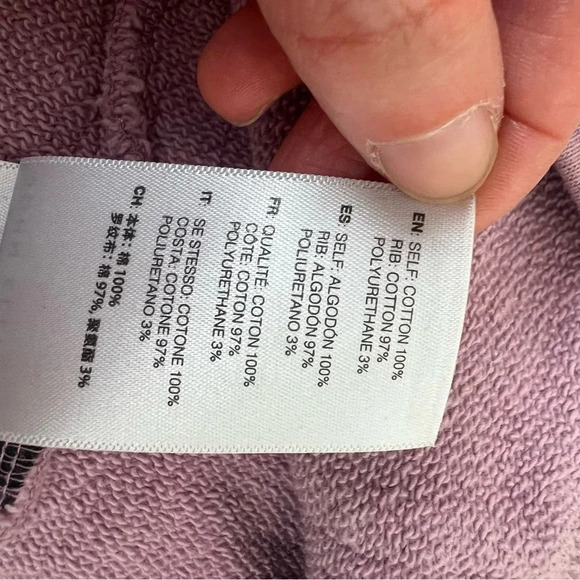 EN: SELF: COTTON 100%
RIB: COTTON 97%
POLYURETHANE 3%
ES: SELF: ALGODÓN 100%
RIB: ALGODÓN 97%
POLIURETANO 3%
FR: QUALITÉ: COTON 100%
CÔTE: COTON 97%
POLYURETHANE 3%
IT: SE STESSO: COTONE 100%
COSTA: COTONE 97%
POLIURETANO 3%
CH: 本体: 棉 100%
罗纹布: 棉 97%, 聚氨酯 3%